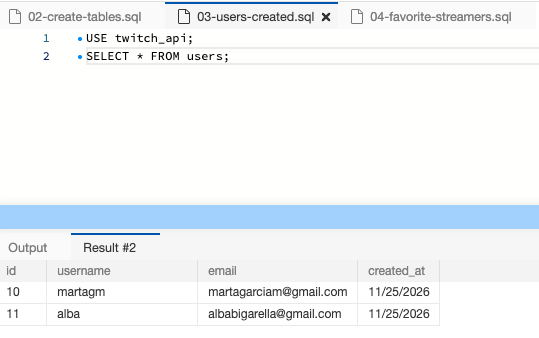 02-create-tables.sql 03-users-created.sql 04-favorite-streamers.sql
1 USE twitch_api;
2 SELECT * FROM users;
Output Result #2
id username email created_at
10 martagm martagarciam@gmail.com 11/25/2026
11 alba albabigarella@gmail.com 11/25/2026